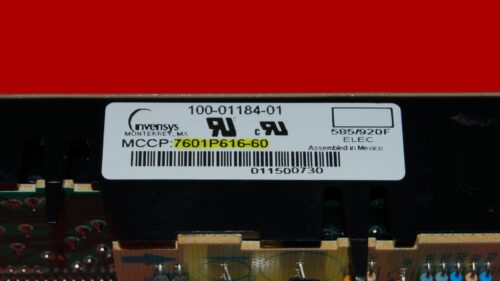 100-01184-01
invensys
MONTERREY, MX
585/920F
ELEC
MCCP:7601P616-60
Assembled in Mexico
011500730